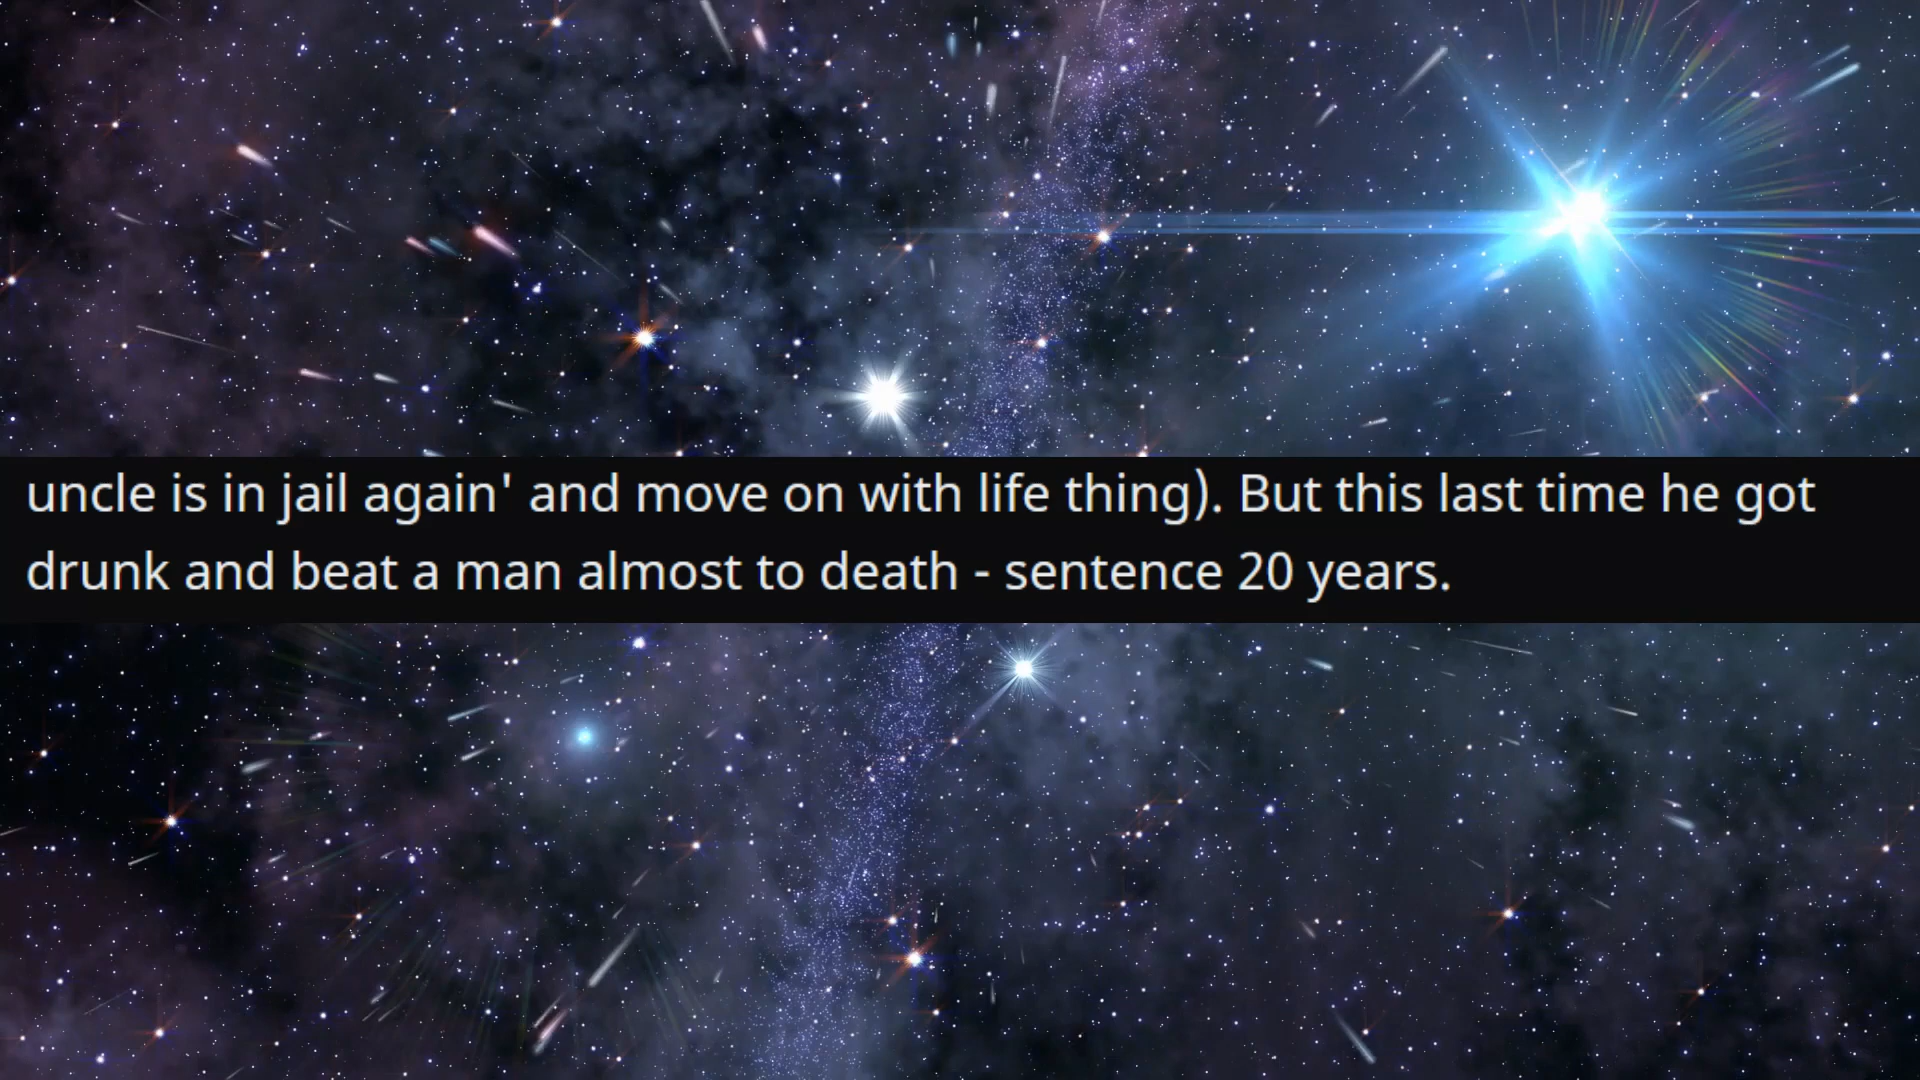 uncle is in jail again' and move on with life thing). But this last time he got
drunk and beat a man almost to death - sentence 20 years.